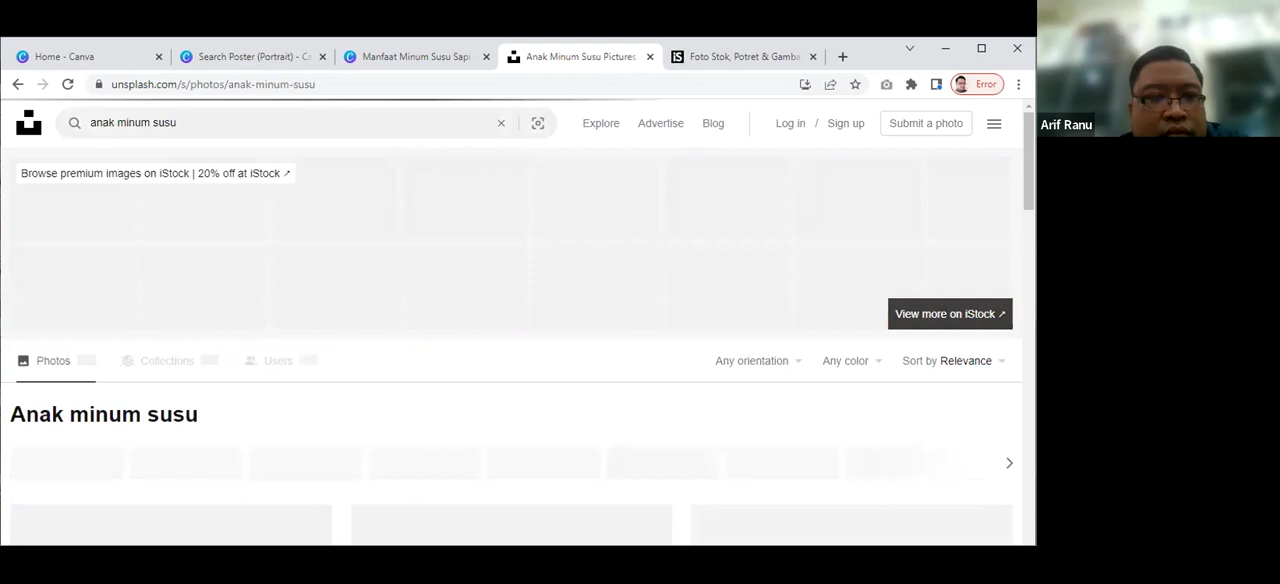 Home - Canva
Search Poster (Portrait) - Ca
Manfaat Minum Susu Sapi
Anak Minum Susu Pictures
iS
Foto Stok, Potret & Gamba
unsplash.com/s/photos/anak-minum-susu
Error
Arif Ranu
anak minum susu
Explore
Advertise
Blog
Log in / Sign up
Submit a photo
Browse premium images on iStock | 20% off at iStock ↗
View more on iStock ↗
Photos
Collections
Users
Any orientation
Any color
Sort by Relevance
Anak minum susu